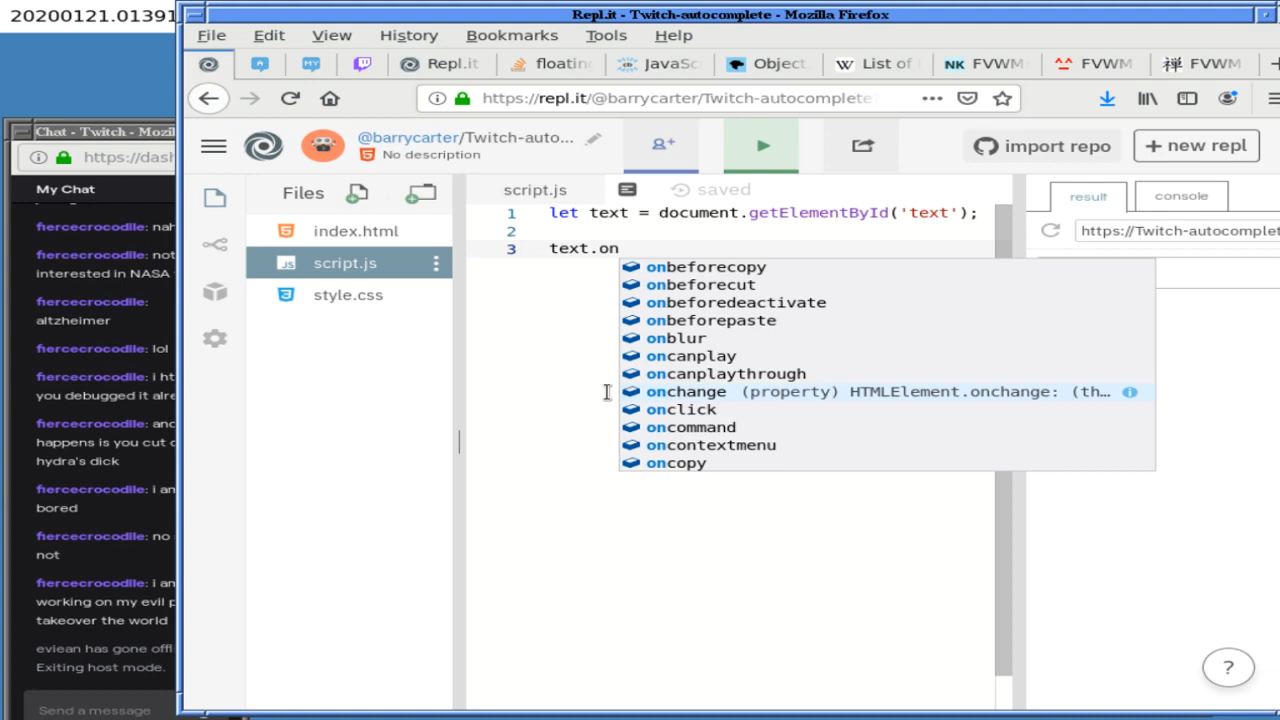 20200121.01391
Repl.it - Twitch-autocomplete - Mozilla Firefox
File Edit View History Bookmarks Tools Help
Repl.it floatin JavaSc Object W List of NK FVWM ^^ FVWM 禅 FVWM
https://repl.it/@barrycarter/Twitch-autocomplete
Chat - Twitch - Mozil
https://dash
My Chat
fiercecrocodile: nah
fiercecrocodile: not
interested in NASA
fiercecrocodile:
altzheimer
fiercecrocodile: lol
fiercecrocodile: i ht
you debugged it alre
fiercecrocodile: and
happens is you cut o
hydra's dick
fiercecrocodile: i am
bored
fiercecrocodile: no
not
fiercecrocodile: i am
working on my evil p
takeover the world
eviean has gone offl
Exiting host mode.
Send a message
@barrycarter/Twitch-auto...
No description
import repo
+ new repl
Files
index.html
script.js
style.css
script.js saved
1 let text = document.getElementById('text');
2
3 text.on
onbeforecopy
onbeforecut
onbeforedeactivate
onbeforepaste
onblur
oncanplay
oncanplaythrough
onchange (property) HTMLElement.onchange: (th...
onclick
oncommand
oncontextmenu
oncopy
result console
https://Twitch-autocomplet
?